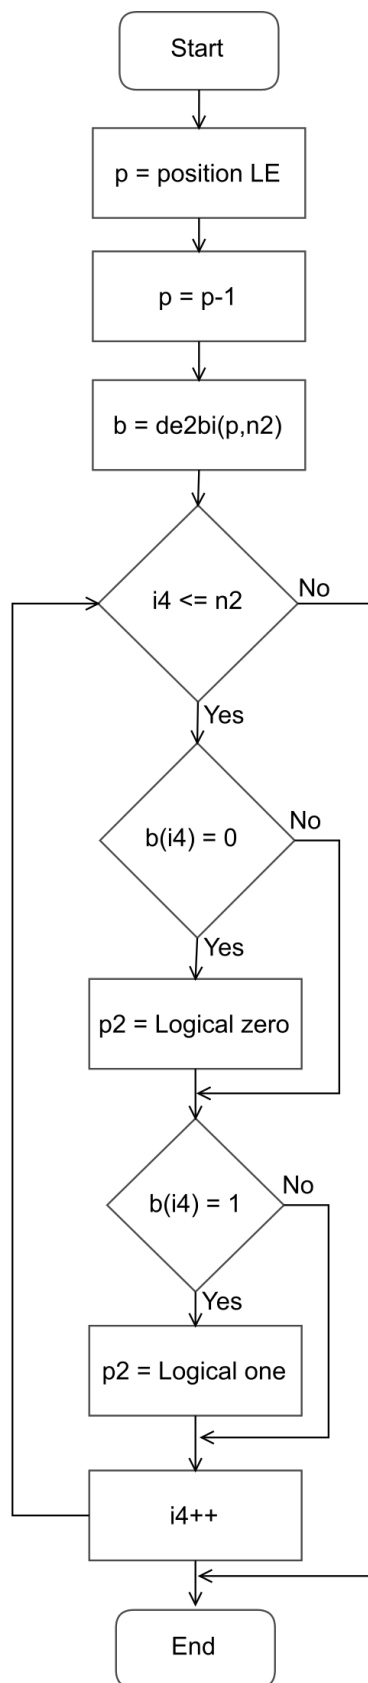 Start
p = position LE
p = p-1
b = de2bi(p,n2)
i4 <= n2
No
Yes
b(i4) = 0
No
Yes
p2 = Logical zero
b(i4) = 1
No
Yes
p2 = Logical one
i4++
End